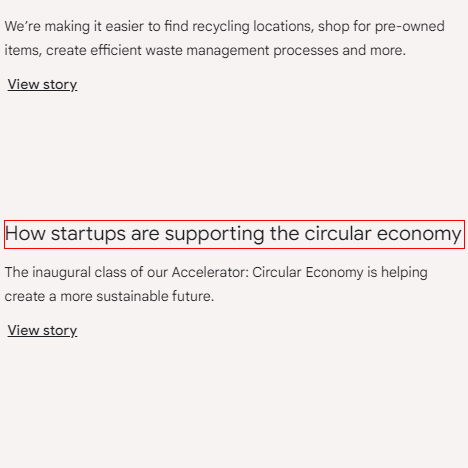 We’re making it easier to find recycling locations, shop for pre-owned
items, create efficient waste management processes and more.
View story
How startups are supporting the circular economy
The inaugural class of our Accelerator: Circular Economy is helping
create a more sustainable future.
View story